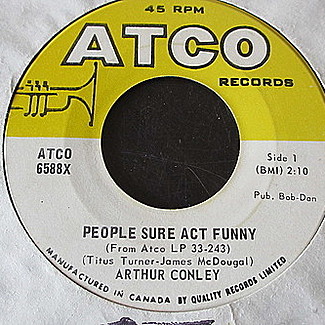 45 RPM
ATCO
RECORDS
ATCO
6588X
Side 1
(BMI) 2:10
Pub. Bob-Dan
PEOPLE SURE ACT FUNNY
(From Atco LP 33-243)
(Titus Turner-James McDougal)
ARTHUR CONLEY
MANUFACTURED IN CANADA BY QUALITY RECORDS LIMITED